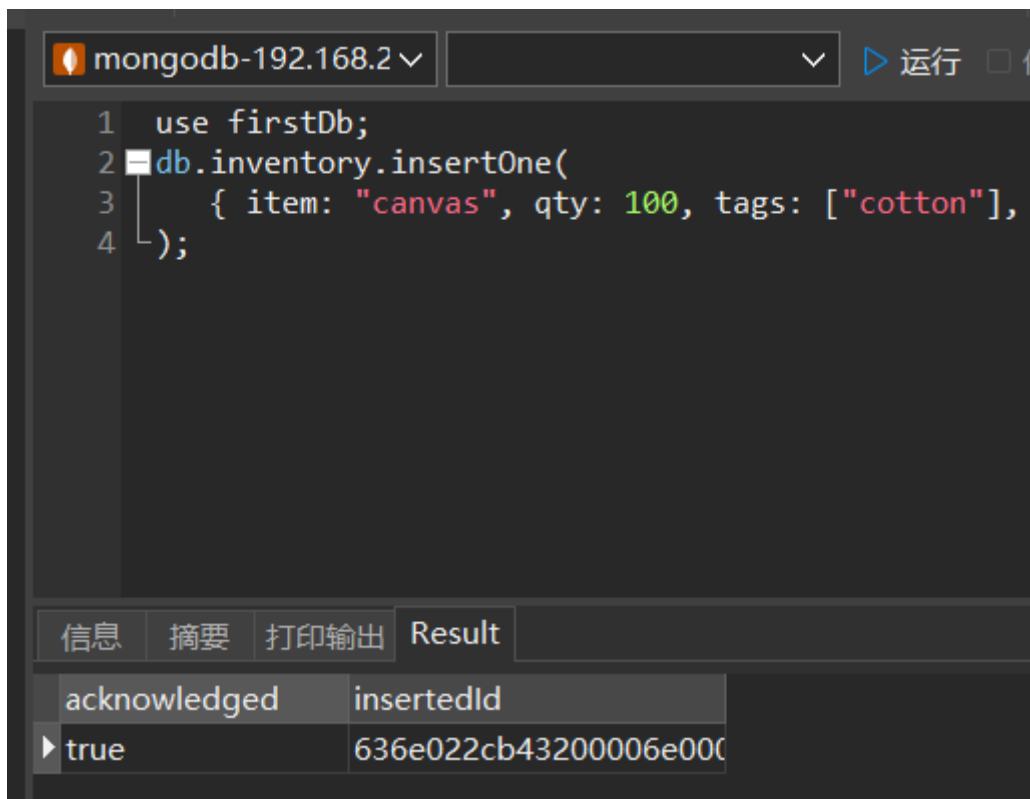 mongodb-192.168.2
运行
1 use firstDb;
2 db.inventory.insertOne(
3 { item: "canvas", qty: 100, tags: ["cotton"],
4 );
信息 摘要 打印输出 Result
acknowledged insertedId
true 636e022cb43200006e000